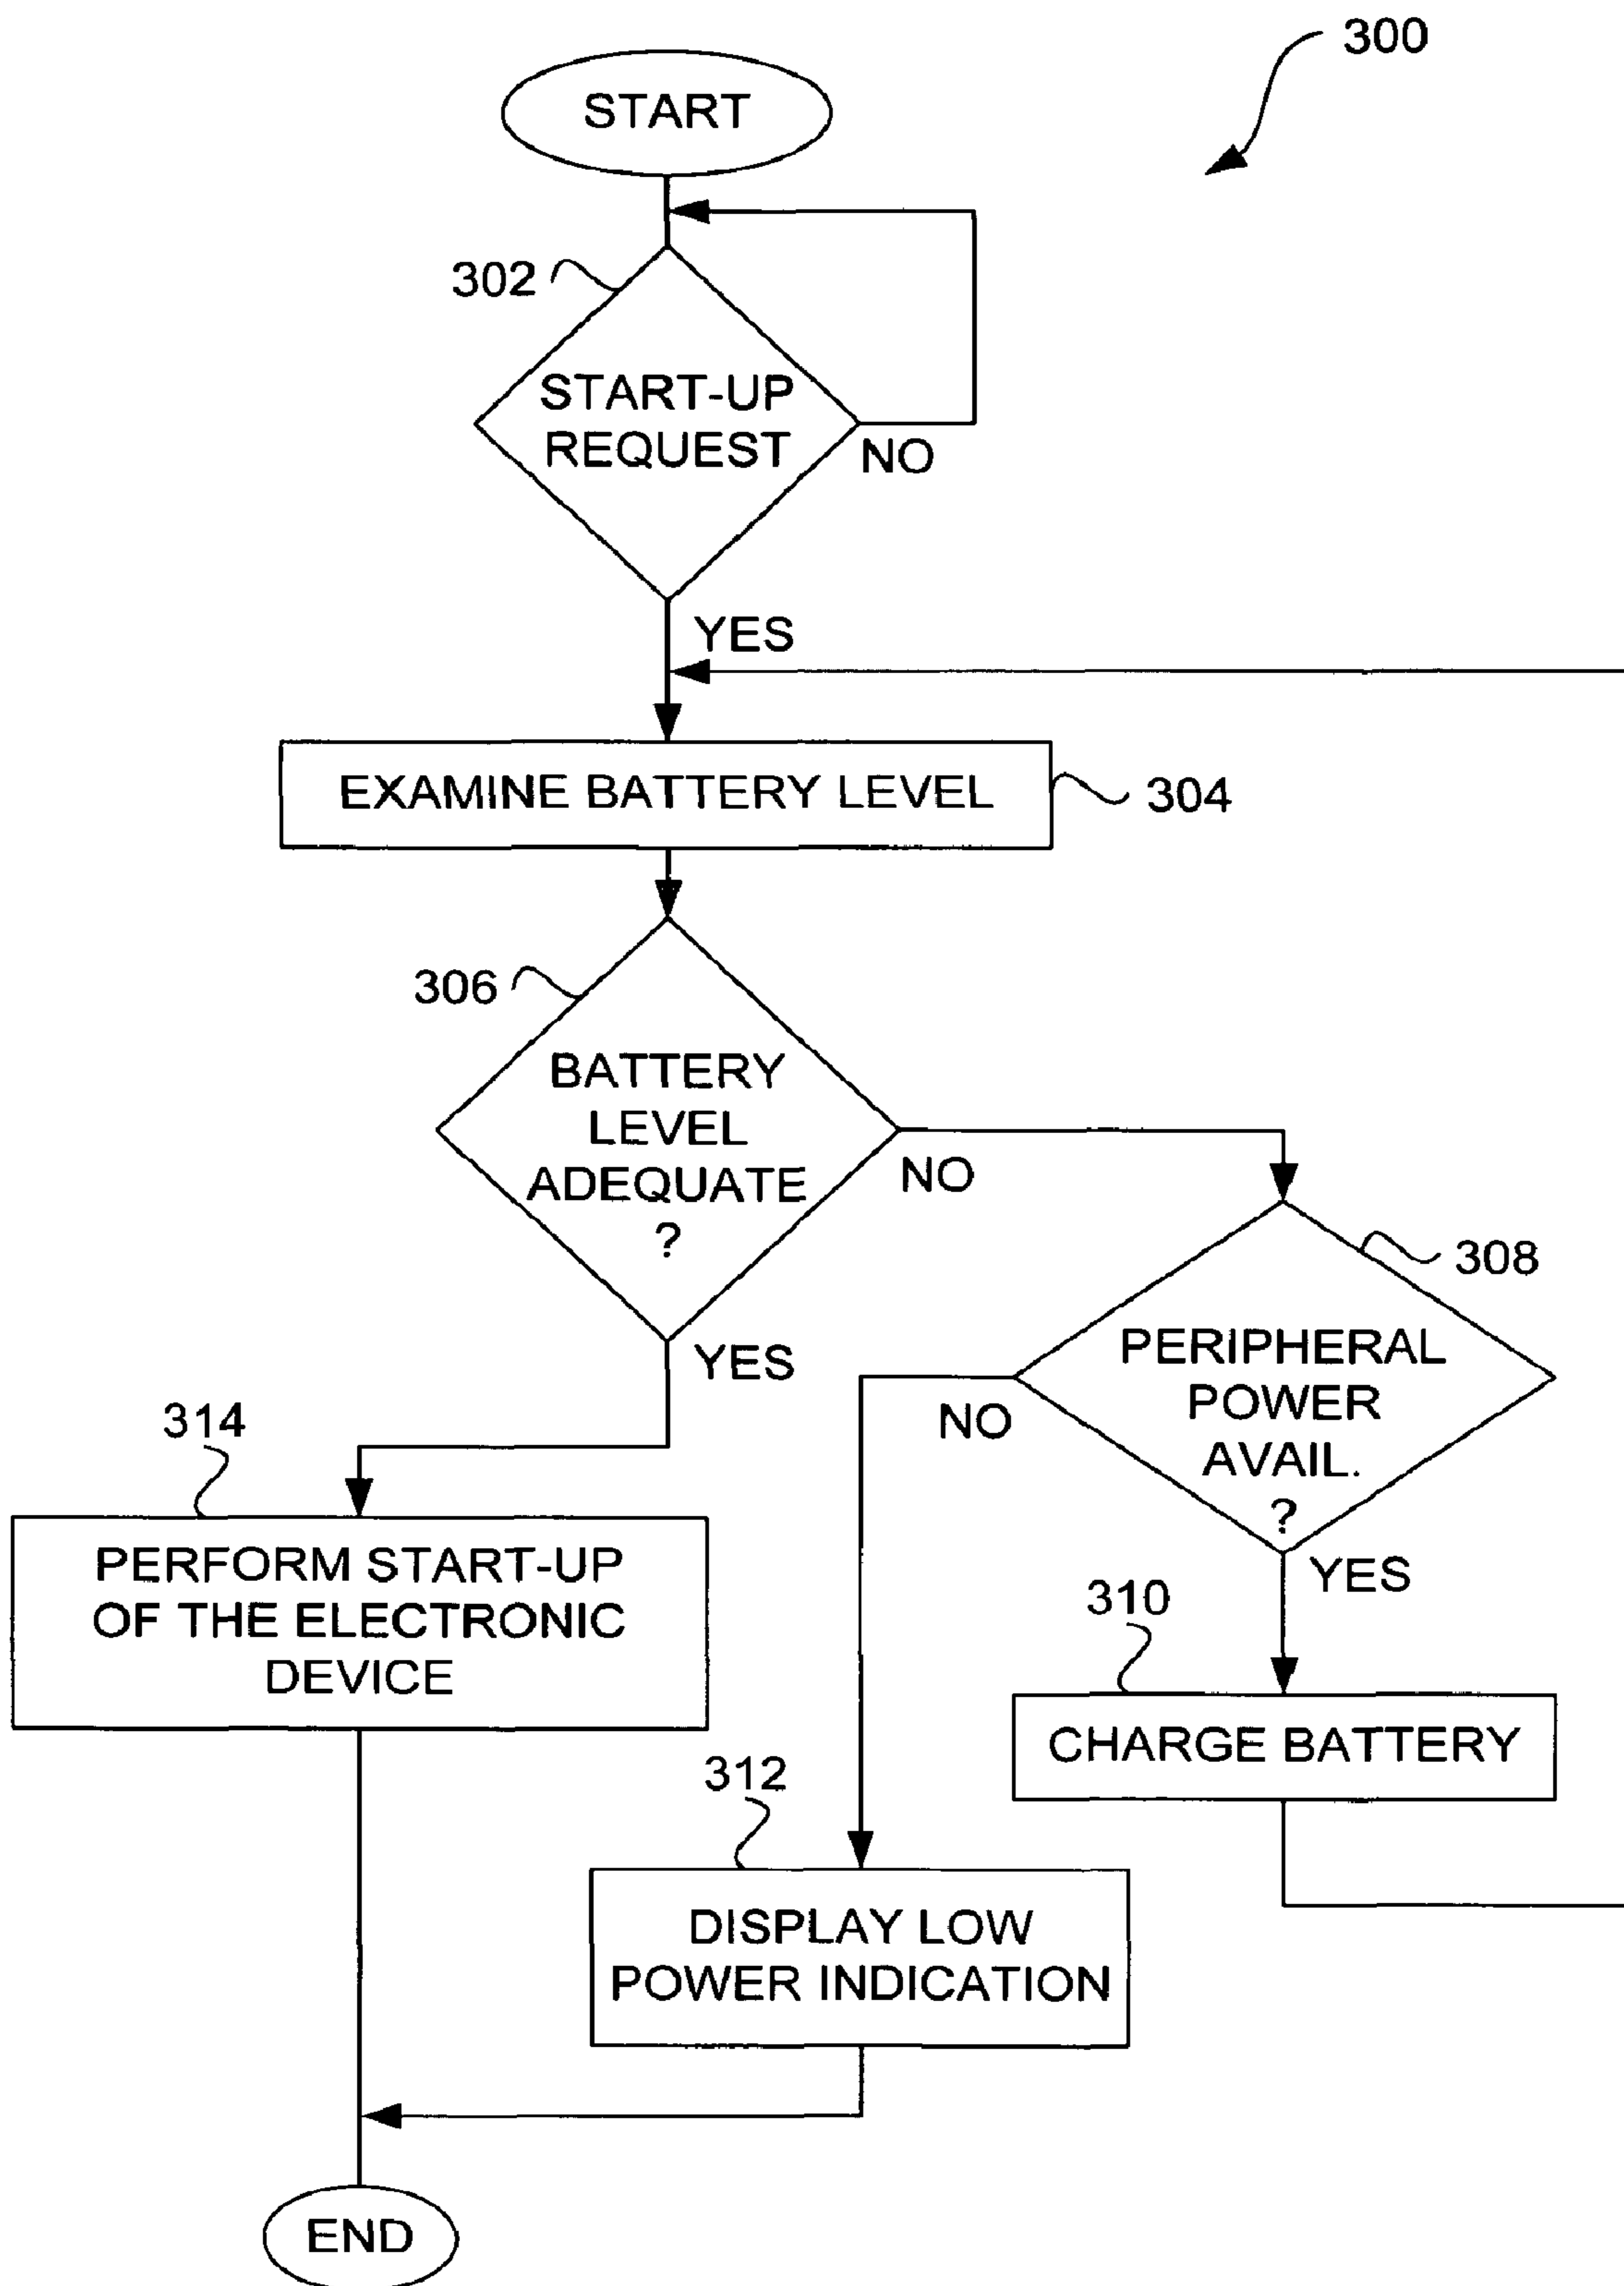 300
START
302
START-UP
REQUEST
NO
YES
EXAMINE BATTERY LEVEL
304
306
BATTERY
LEVEL
ADEQUATE
?
NO
YES
308
PERIPHERAL
POWER
AVAIL.
?
NO
YES
314
PERFORM START-UP
OF THE ELECTRONIC
DEVICE
310
CHARGE BATTERY
312
DISPLAY LOW
POWER INDICATION
END